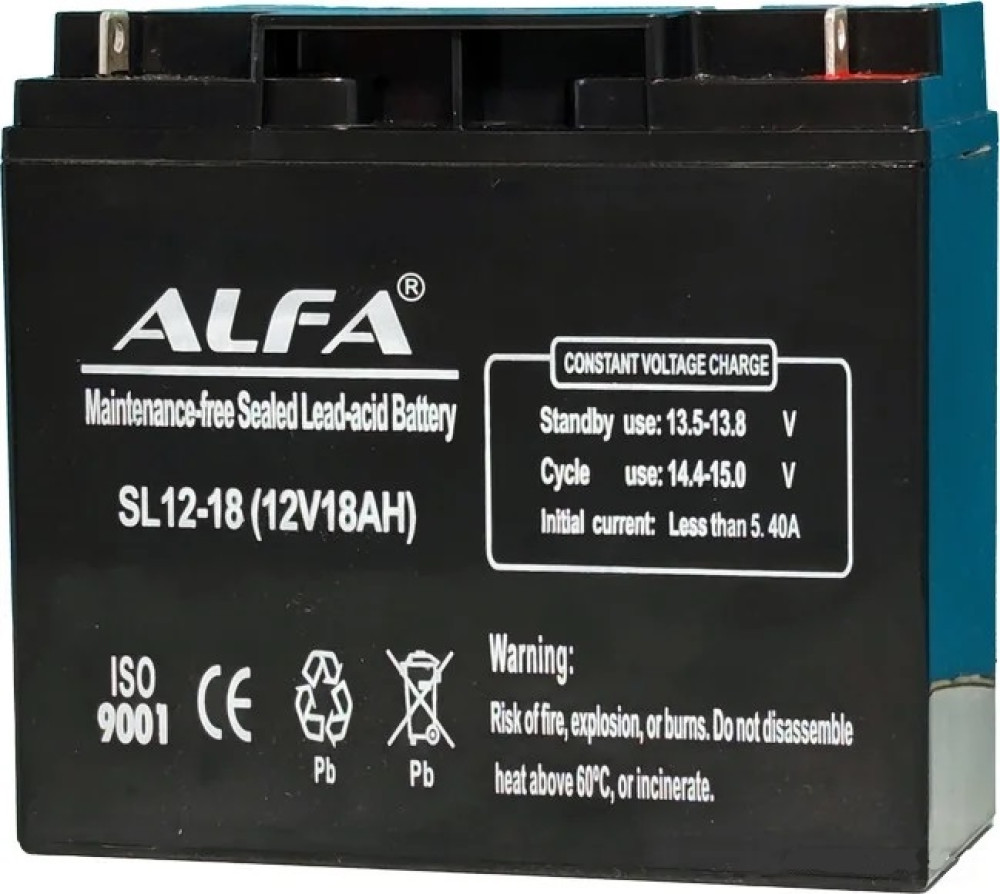 ALFA®
Maintenance-free Sealed Lead-acid Battery
SL12-18 (12V18AH)
CONSTANT VOLTAGE CHARGE
Standby use: 13.5-13.8 V
Cycle use: 14.4-15.0 V
Initial current: Less than 5. 40A
ISO
9001
CE
Pb
Pb
Warning:
Risk of fire, explosion, or burns. Do not disassemble
heat above 60ºC, or incinerate.